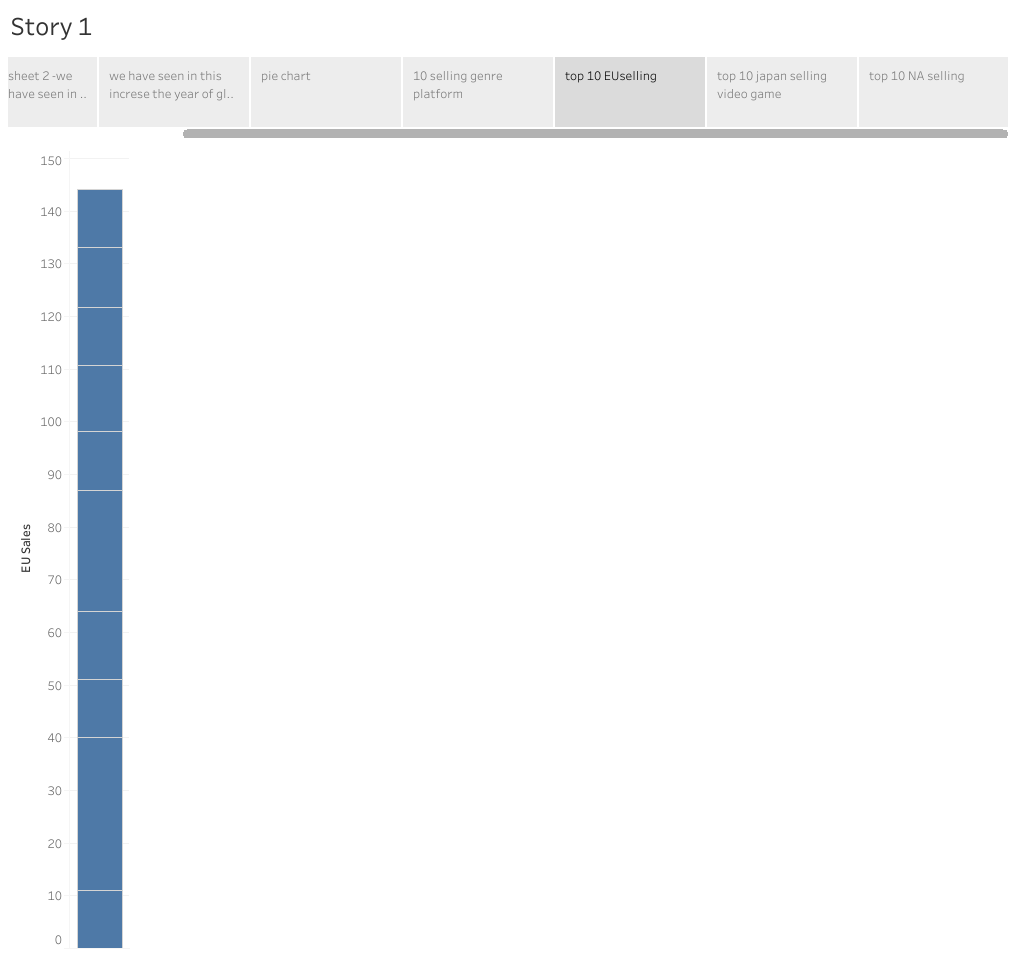 Story 1
sheet 2 -we
have seen in ..
we have seen in this
increse the year of gl..
pie chart
10 selling genre
platform
top 10 EUselling
top 10 japan selling
video game
top 10 NA selling
150
140
130
120
110
100
90
80
70
60
50
40
30
20
10
0
EU Sales